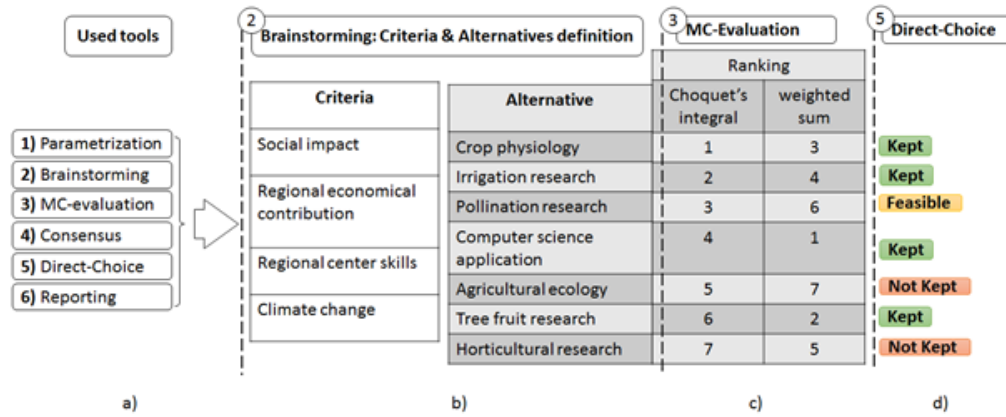 Used tools
1) Parametrization
2) Brainstorming
3) MC-evaluation
4) Consensus
5) Direct-Choice
6) Reporting
a)
2
Brainstorming: Criteria & Alternatives definition
Criteria
Social impact
Regional economical
contribution
Regional center skills
Climate change
Alternative
Crop physiology
Irrigation research
Pollination research
Computer science
application
Agricultural ecology
Tree fruit research
Horticultural research
b)
3
MC-Evaluation
Ranking
Choquet's weighted
integral sum
1 3
2 4
3 6
4 1
5 7
6 2
7 5
c)
5
Direct-Choice
Kept
Kept
Feasible
Kept
Not Kept
Kept
Not Kept
d)